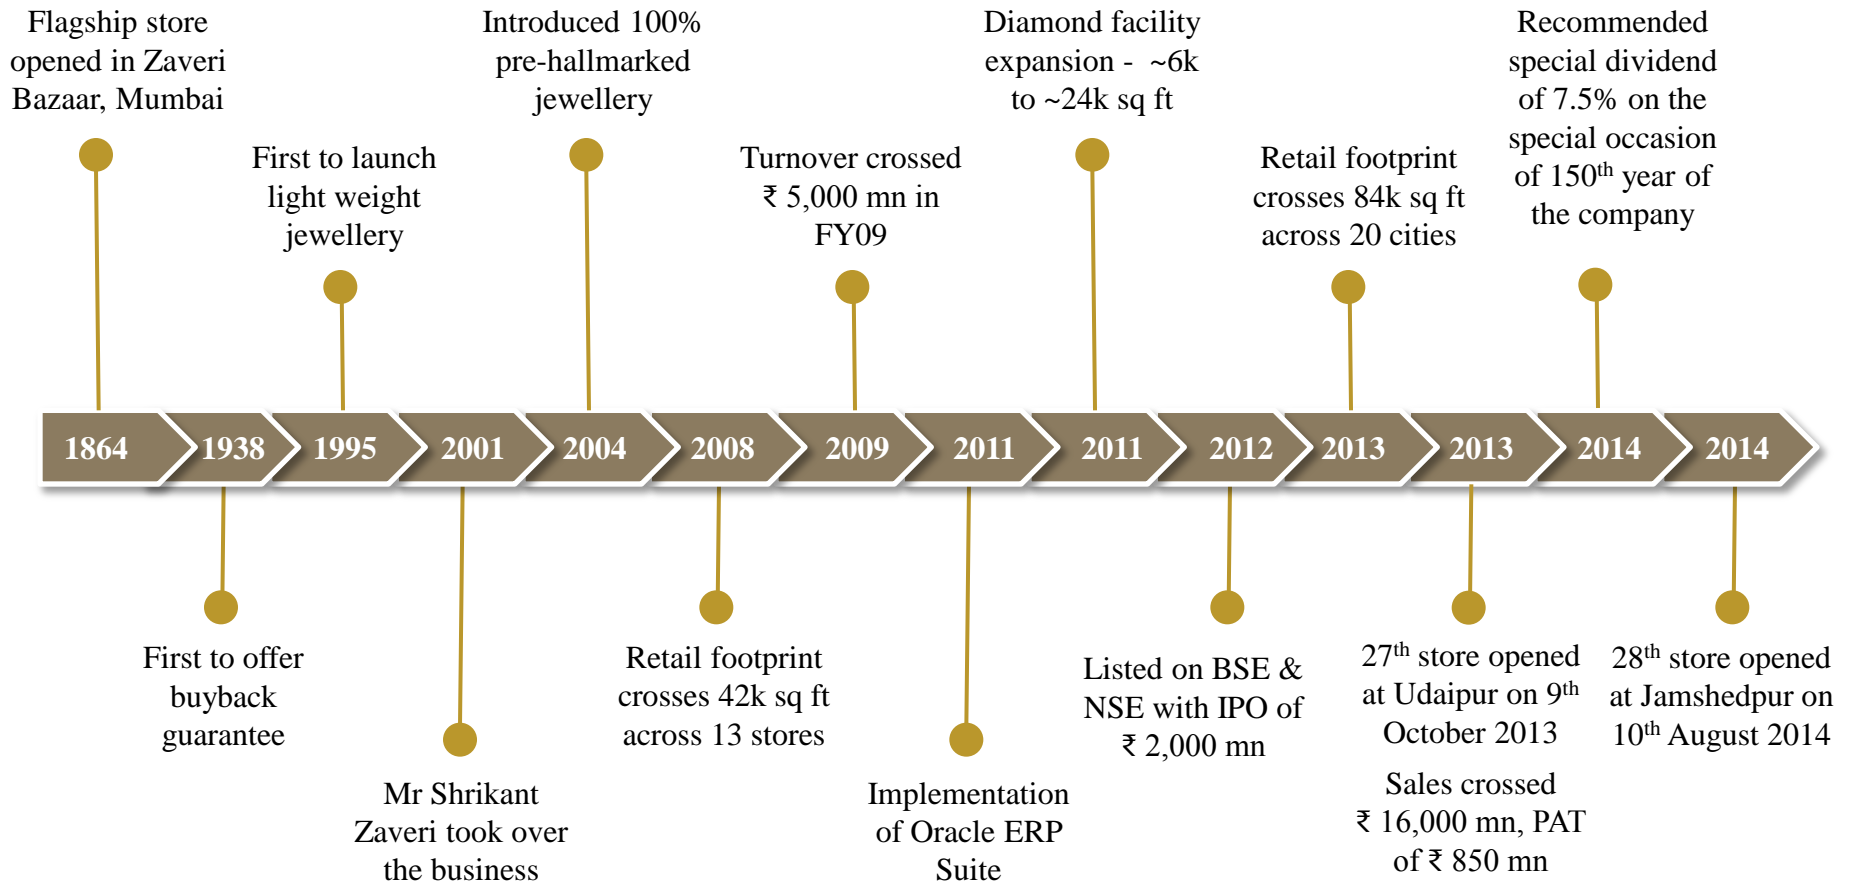 Flagship store
opened in Zaveri
Bazaar, Mumbai
First to launch
light weight
jewellery
Introduced 100%
pre-hallmarked
jewellery
Turnover crossed
₹ 5,000 mn in
FY09
Diamond facility
expansion - ~6k
to ~24k sq ft
Retail footprint
crosses 84k sq ft
across 20 cities
Recommended
special dividend
of 7.5% on the
special occasion
of 150th year of
the company
1864 1938 1995 2001 2004 2008 2009 2011 2011 2012 2013 2013 2014 2014
First to offer
buyback
guarantee
Mr Shrikant
Zaveri took over
the business
Retail footprint
crosses 42k sq ft
across 13 stores
Implementation
of Oracle ERP
Suite
Listed on BSE &
NSE with IPO of
₹ 2,000 mn
27th store opened
at Udaipur on 9th
October 2013
Sales crossed
₹ 16,000 mn, PAT
of ₹ 850 mn
28th store opened
at Jamshedpur on
10th August 2014